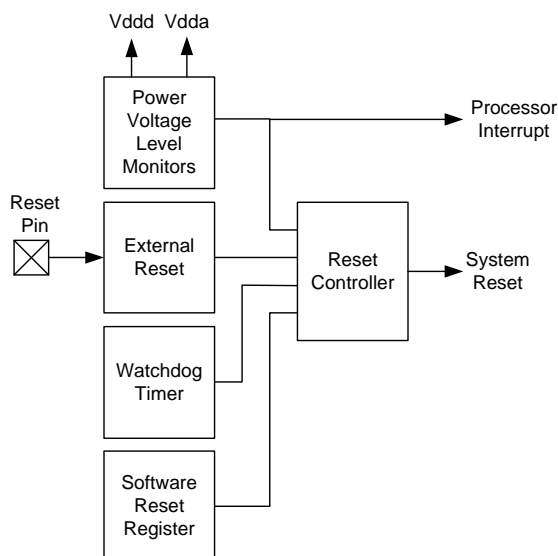 Vddd Vdda
Power
Voltage
Level
Monitors
Processor
Interrupt
Reset
Pin
External
Reset
Reset
Controller
System
Reset
Watchdog
Timer
Software
Reset
Register